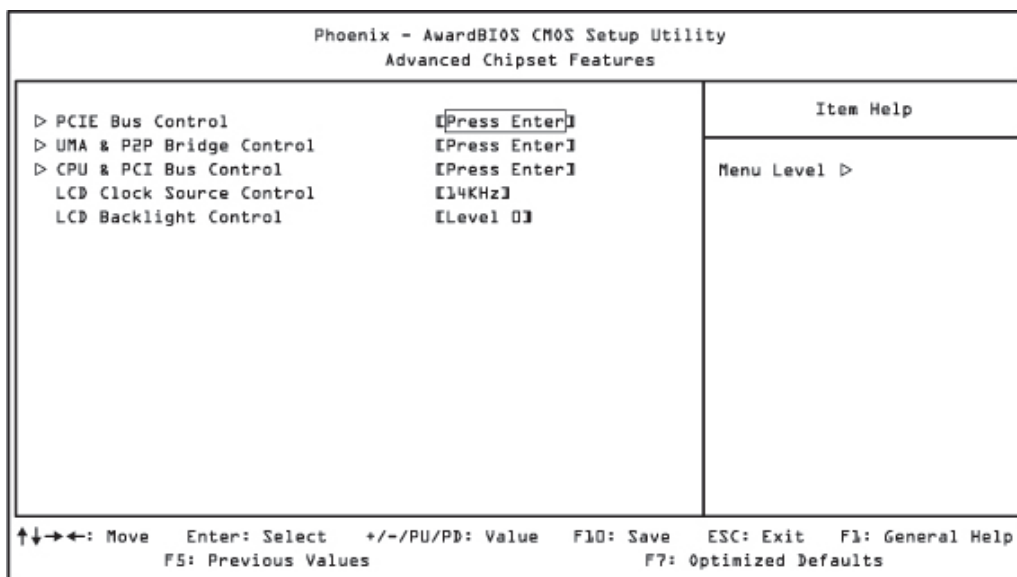 Phoenix - AwardBIOS CMOS Setup Utility
Advanced Chipset Features
▷ PCIE Bus Control [Press Enter]
▷ UMA & P2P Bridge Control [Press Enter]
▷ CPU & PCI Bus Control [Press Enter]
LCD Clock Source Control [14KHz]
LCD Backlight Control [Level 0]
Item Help
Menu Level ▷
↑↓→←: Move Enter: Select +/-/PU/PD: Value F10: Save ESC: Exit F1: General Help
F5: Previous Values F7: Optimized Defaults